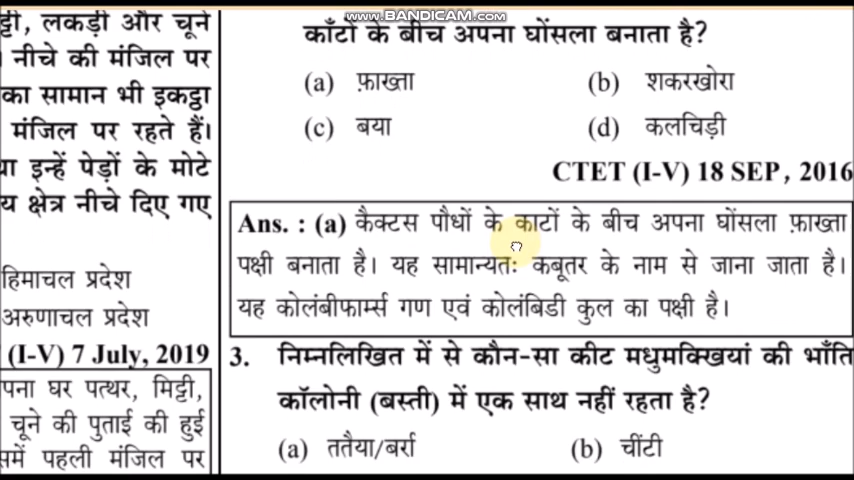 www.BANDICAM.com
ट्टी, लकड़ी और चूने
नीचे की मंजिल पर
का सामान भी इकट्ठा
मंजिल पर रहते हैं।
इन्हें पेड़ों के मोटे
य क्षेत्र नीचे दिए गए
हिमाचल प्रदेश
अरुणाचल प्रदेश
(I-V) 7 July, 2019
पना घर पत्थर, मिट्टी,
चूने की पुताई की हुई
समें पहली मंजिल पर
काँटों के बीच अपना घोंसला बनाता है?
(a) फ़ाख्ता (b) शकरखोरा
(c) बया (d) कलचिड़ी
CTET (I-V) 18 SEP, 2016
Ans. : (a) कैक्टस पौधों के काटों के बीच अपना घोंसला फ़ाख्ता
पक्षी बनाता है। यह सामान्यतः कबूतर के नाम से जाना जाता है।
यह कोलंबीफार्म्स गण एवं कोलंबिडी कुल का पक्षी है।
3. निम्नलिखित में से कौन-सा कीट मधुमक्खियां की भाँति
कॉलोनी (बस्ती) में एक साथ नहीं रहता है?
(a) ततैया/बर्रा (b) चींटी